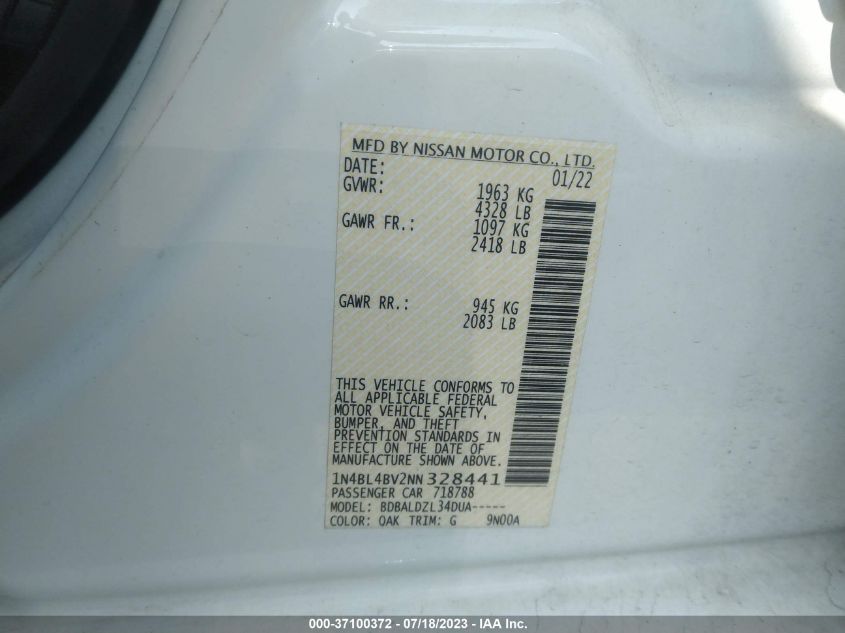 MFD BY NISSAN MOTOR CO., LTD.
DATE: 01/22
GVWR: 1963 KG
4328 LB
GAWR FR.: 1097 KG
2418 LB
GAWR RR.: 945 KG
2083 LB
THIS VEHICLE CONFORMS TO
ALL APPLICABLE FEDERAL
MOTOR VEHICLE SAFETY,
BUMPER, AND THEFT
PREVENTION STANDARDS IN
EFFECT ON THE DATE OF
MANUFACTURE SHOWN ABOVE.
1N4BL4BV2NN328441
PASSENGER CAR 718788
MODEL: BDBALDZL34DUA-----
COLOR: QAK TRIM: G 9N00A
000-37100372 - 07/18/2023 - IAA Inc.